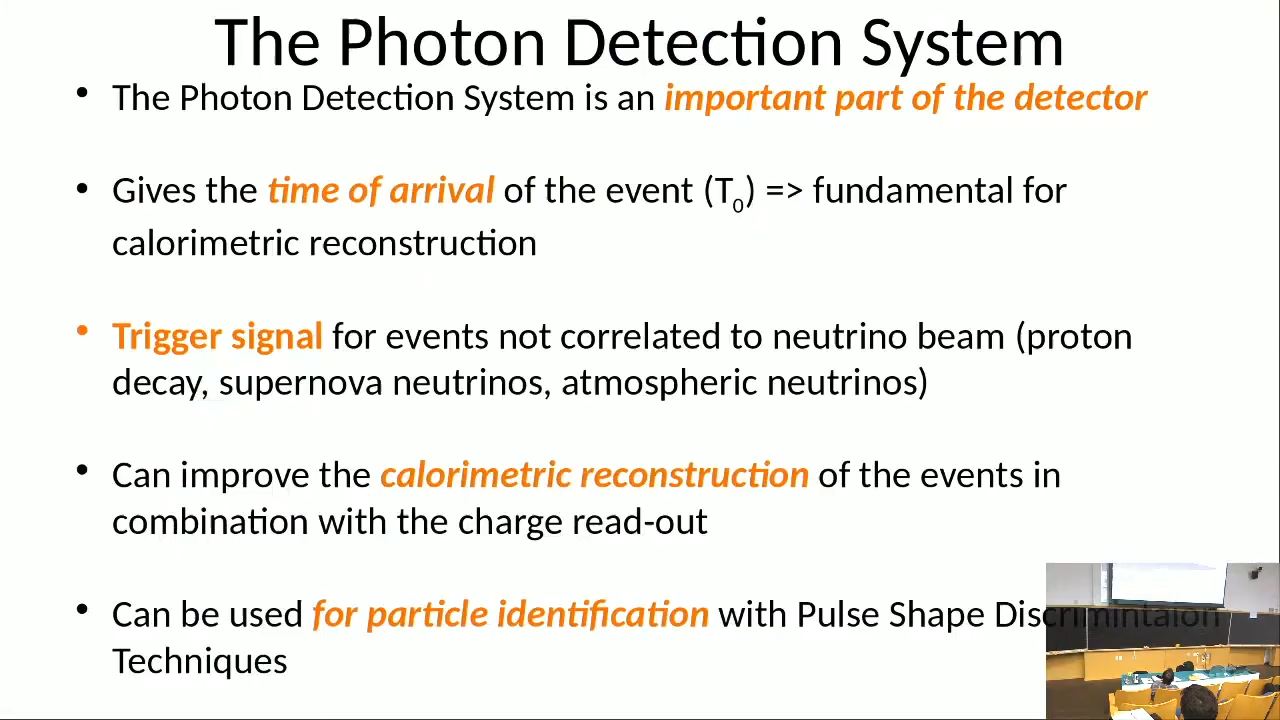 The Photon Detection System
• The Photon Detection System is an important part of the detector
• Gives the time of arrival of the event (T0) => fundamental for
calorimetric reconstruction
• Trigger signal for events not correlated to neutrino beam (proton
decay, supernova neutrinos, atmospheric neutrinos)
• Can improve the calorimetric reconstruction of the events in
combination with the charge read-out
• Can be used for particle identification with Pulse Shape Discrimintaion
Techniques